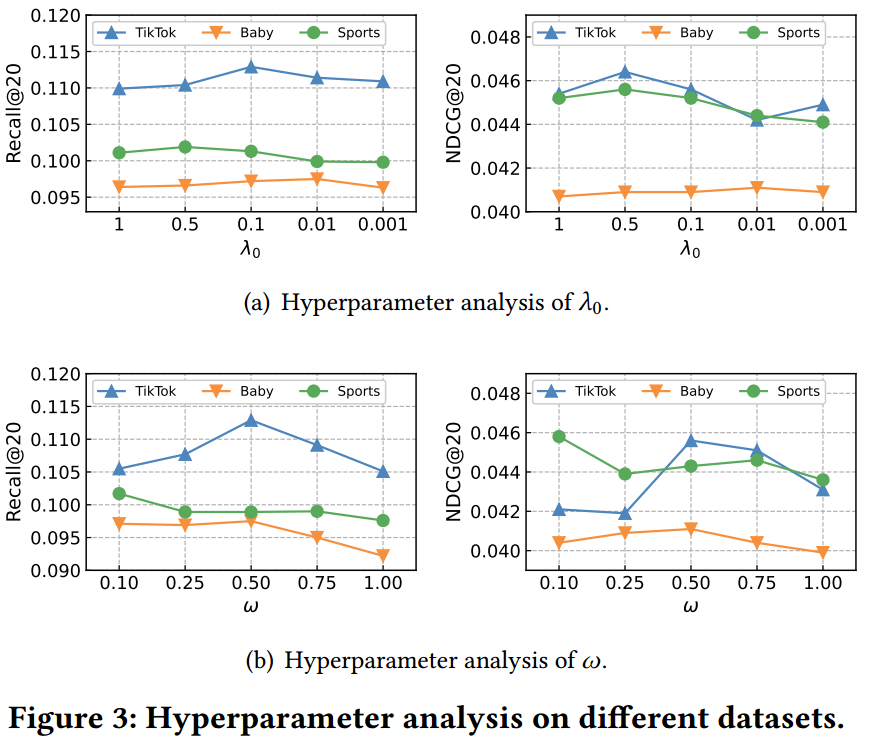 0.120
0.115
0.110
0.105
0.100
0.095
Recall@20
TikTok Baby Sports
1 0.5 0.1 0.01 0.001
λ0
0.048
0.046
0.044
0.042
0.040
NDCG@20
TikTok Baby Sports
1 0.5 0.1 0.01 0.001
λ0
(a) Hyperparameter analysis of λ0.
0.120
0.115
0.110
0.105
0.100
0.095
0.090
Recall@20
TikTok Baby Sports
0.10 0.25 0.50 0.75 1.00
ω
0.048
0.046
0.044
0.042
0.040
NDCG@20
TikTok Baby Sports
0.10 0.25 0.50 0.75 1.00
ω
(b) Hyperparameter analysis of ω.
Figure 3: Hyperparameter analysis on different datasets.